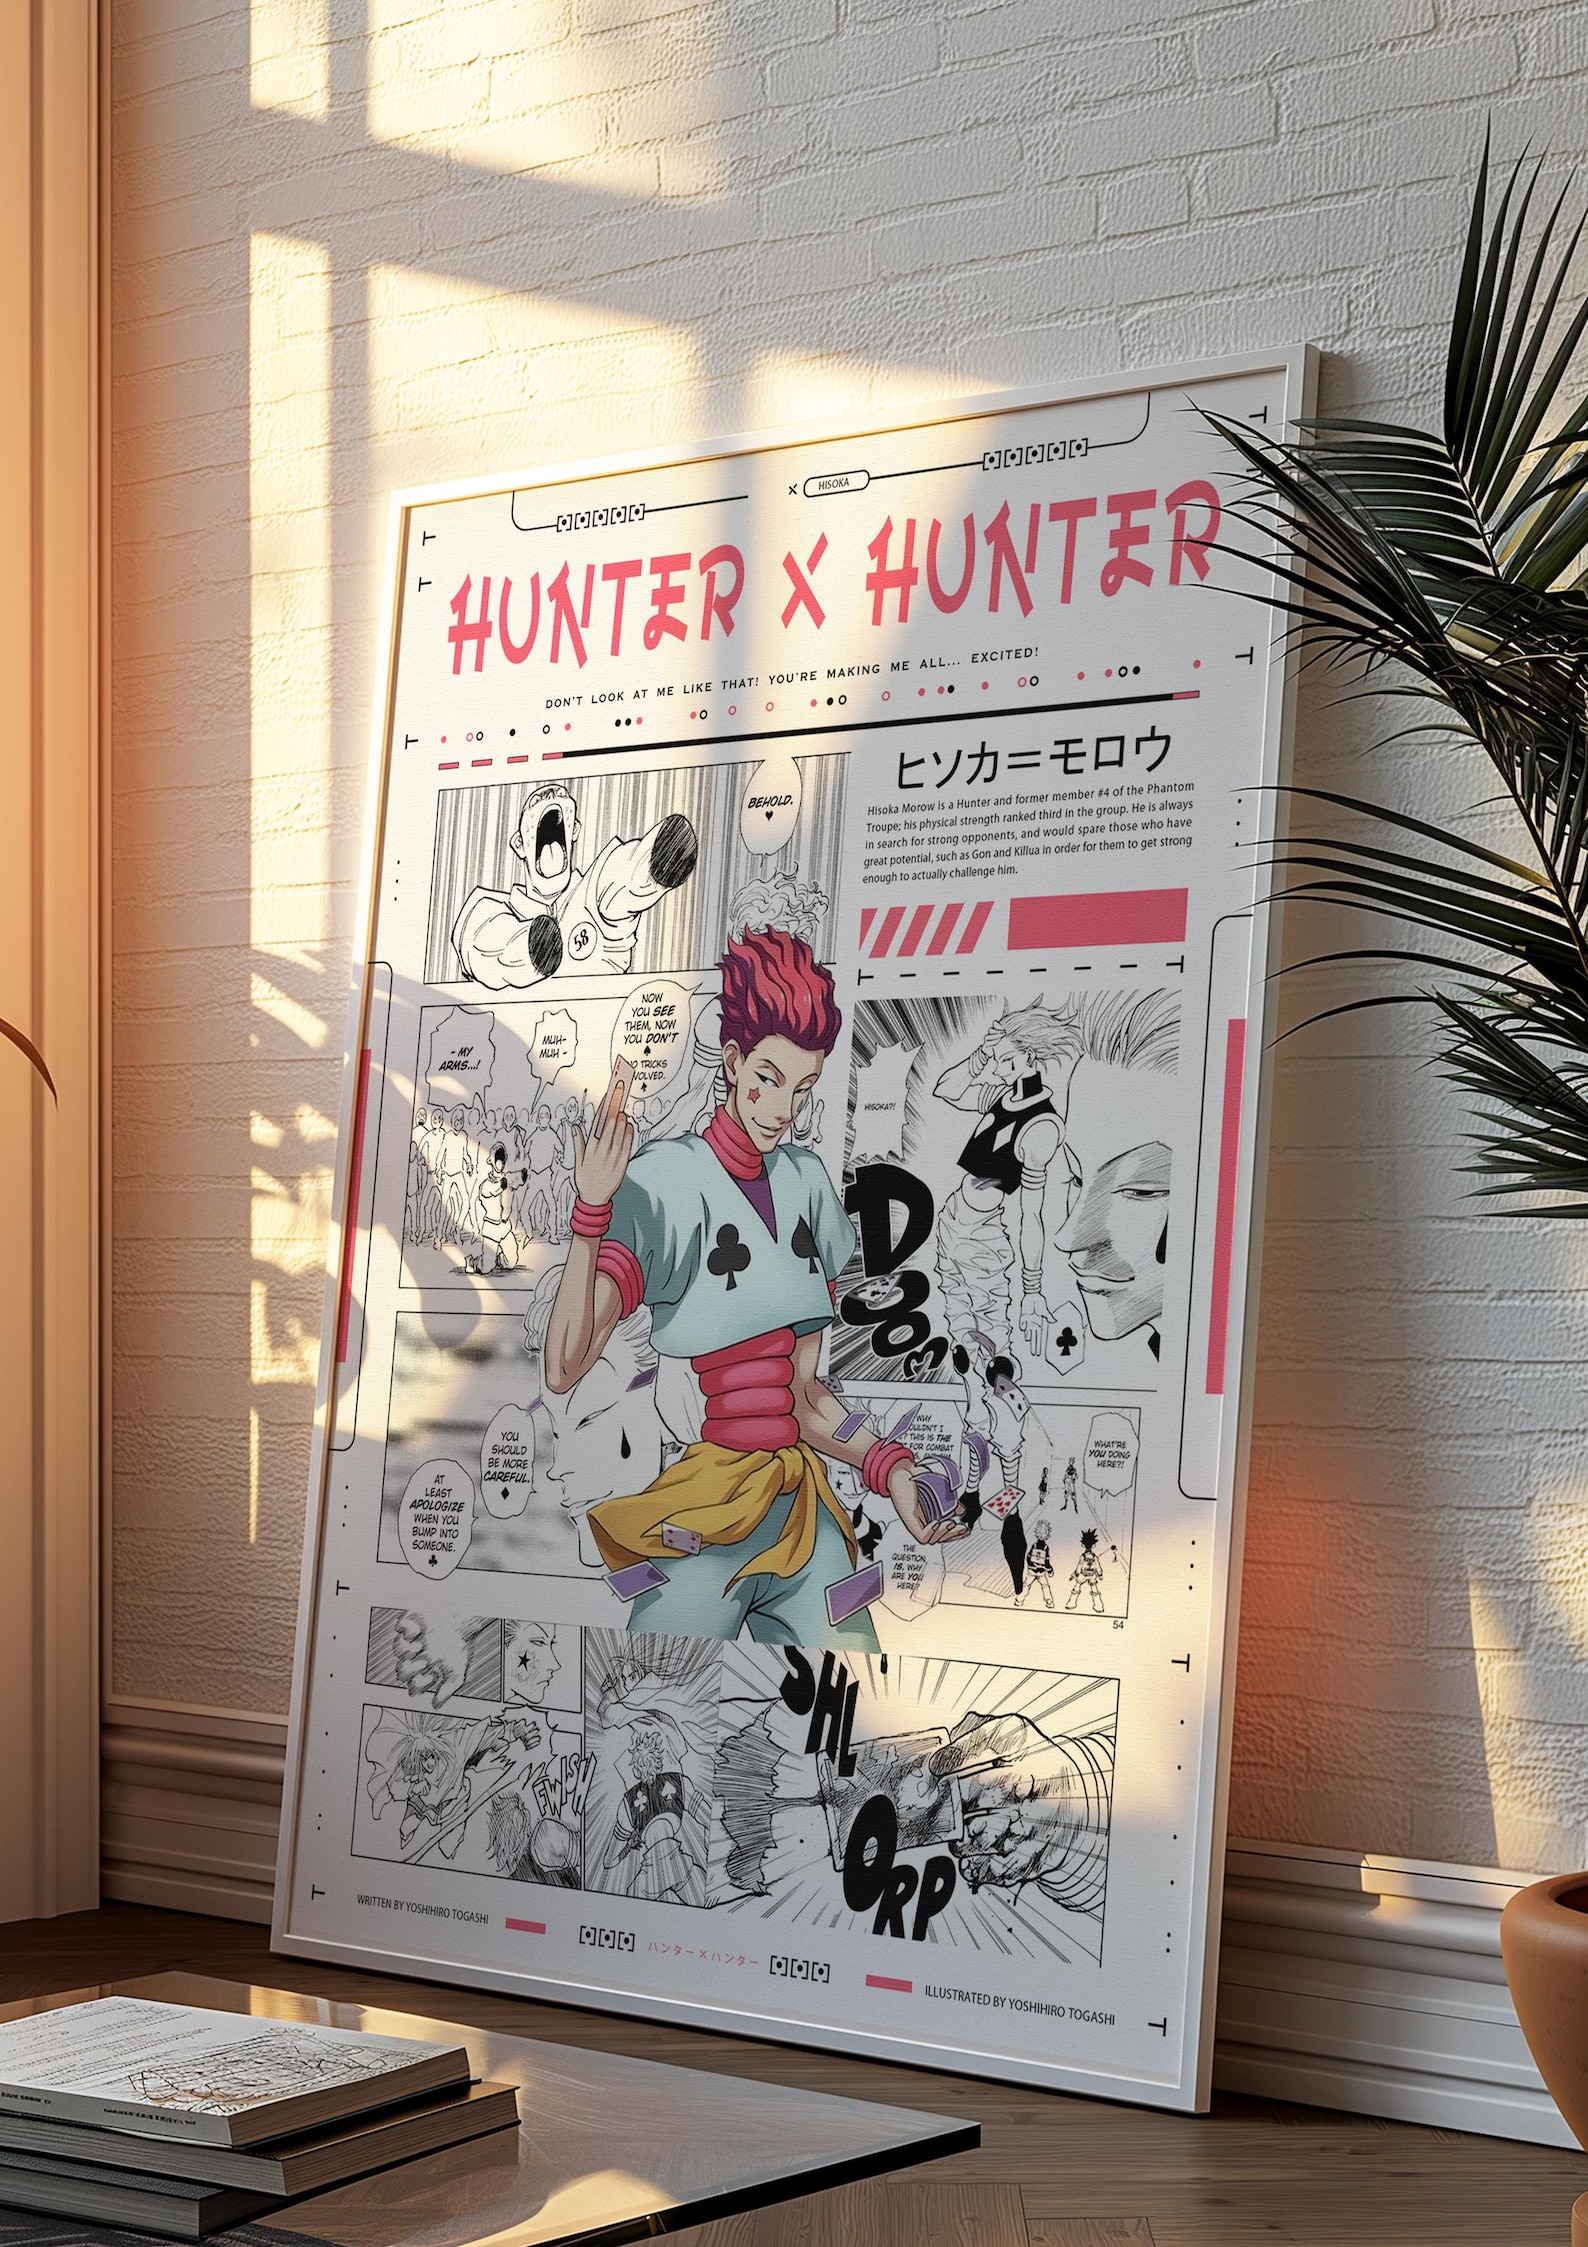 HISOKA
HUNTER X HUNTER
DON'T LOOK AT ME LIKE THAT! YOU'RE MAKING ME ALL... EXCITED!
ヒソカ=モロウ
Hisoka Morow is a Hunter and former member #4 of the Phantom
Troupe; his physical strength ranked third in the group. He is always
in search for strong opponents, and would spare those who have
great potential, such as Gon and Killua in order for them to get strong
enough to actually challenge him.
BEHOLD.
58
- MY
ARMS...!
MUH-
MUH -
NOW
YOU SEE
THEM, NOW
YOU DON'T
TRICKS
HISOKA?!
DOOM
YOU
SHOULD
BE MORE
CAREFUL.
AT
LEAST
APOLOGIZE
WHEN YOU
BUMP INTO
SOMEONE.
WHY
THIS IS THE
FOR COMBAT
WHAT'RE
YOU DOING
HERE?!
THE
QUESTION
IS, WHY
ARE YOU
HERE?
54
FWISH
SHL
ORP
WRITTEN BY YOSHIHIRO TOGASHI
ハンター×ハンター
ILLUSTRATED BY YOSHIHIRO TOGASHI